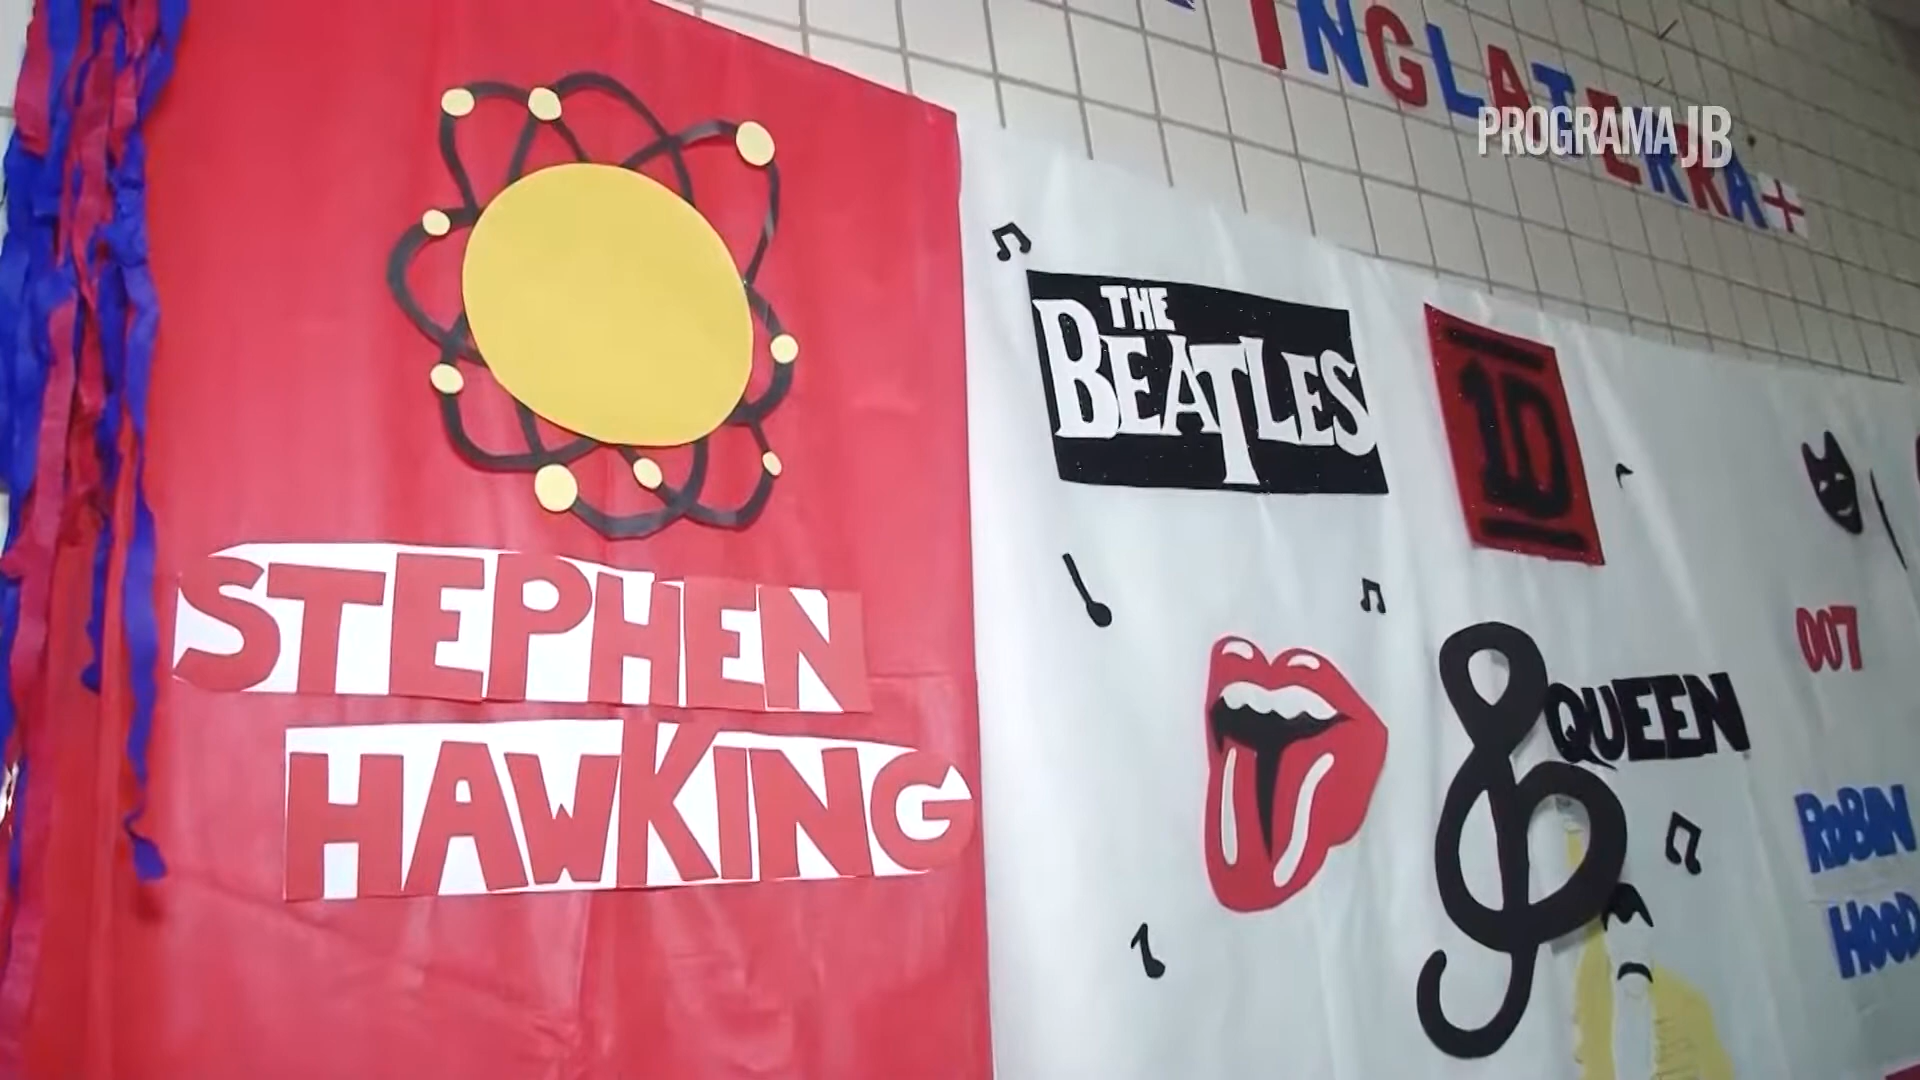 INGLATERRA
PROGRAMA JB
THE
BEATLES
1D
STEPHEN
HAWKING
QUEEN
007
ROBIN
HOOD